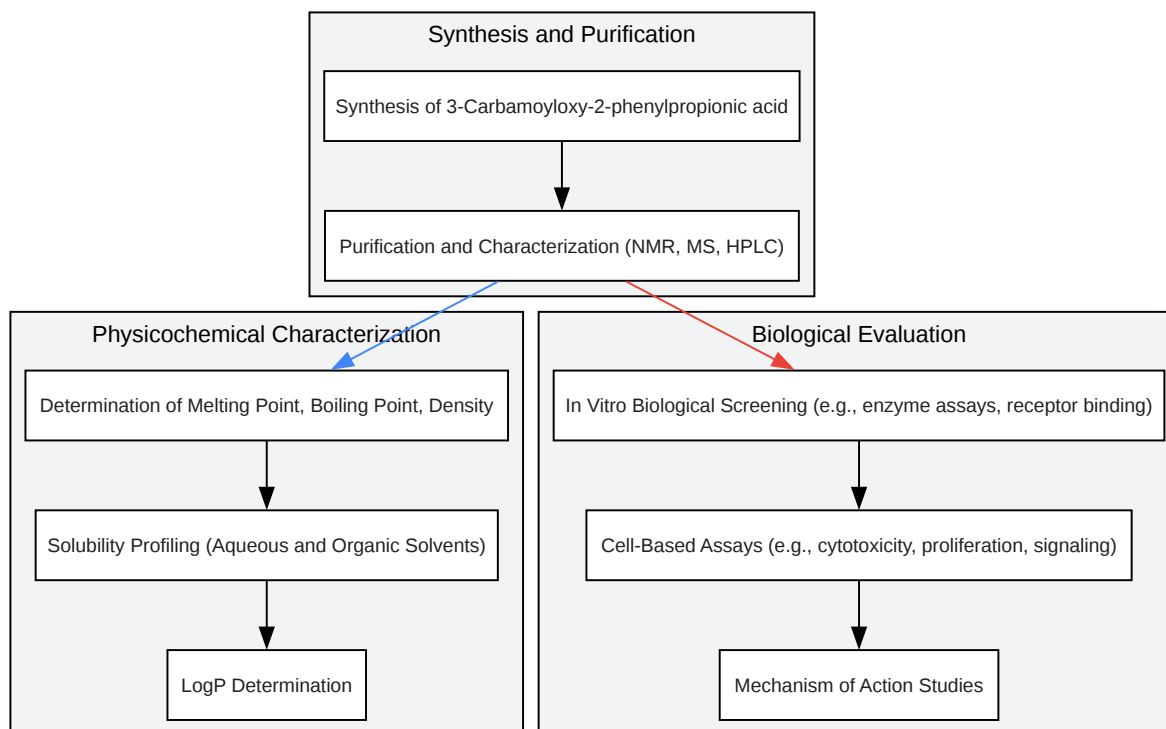 Synthesis and Purification
Synthesis of 3-Carbamoyloxy-2-phenylpropionic acid
Purification and Characterization (NMR, MS, HPLC)
Physicochemical Characterization
Determination of Melting Point, Boiling Point, Density
Solubility Profiling (Aqueous and Organic Solvents)
LogP Determination
Biological Evaluation
In Vitro Biological Screening (e.g., enzyme assays, receptor binding)
Cell-Based Assays (e.g., cytotoxicity, proliferation, signaling)
Mechanism of Action Studies